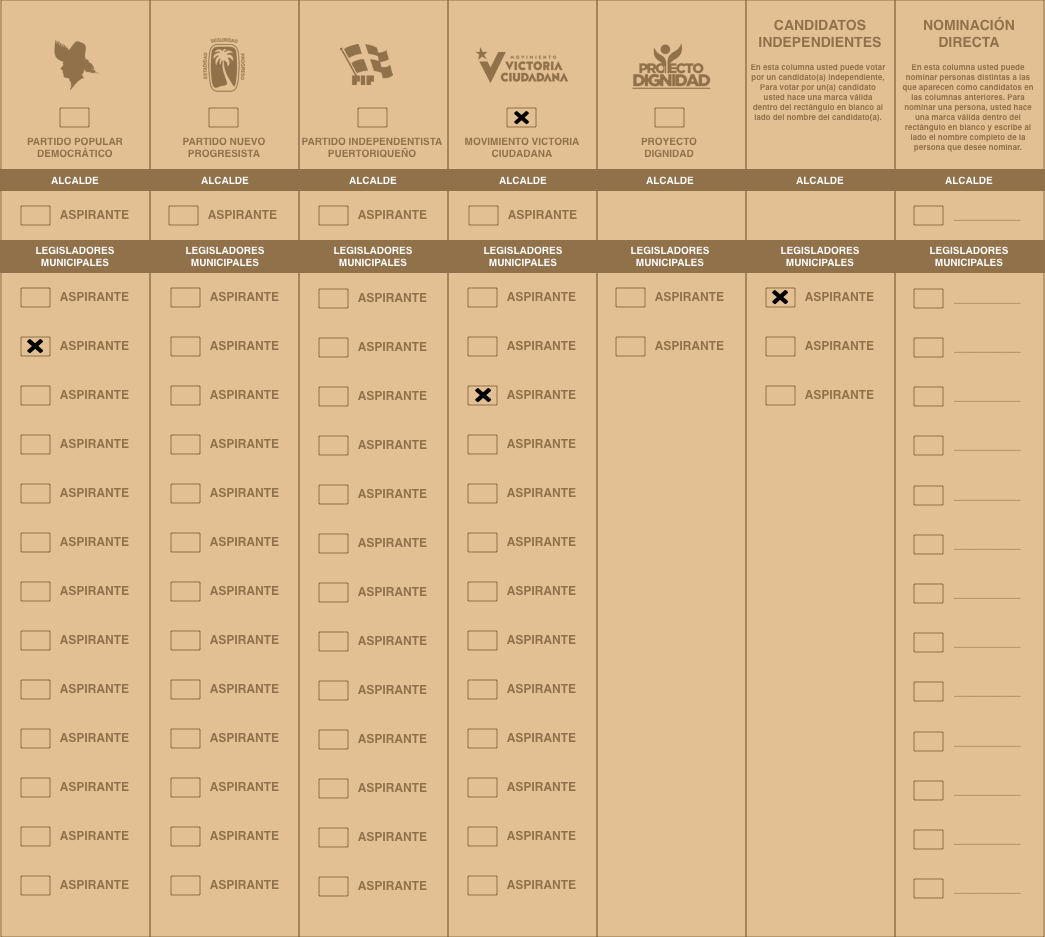 SEGURIDAD
ESTADIDAD
PROGRESO
PIP
MOVIMIENTO
VICTORIA
CIUDADANA
PROYECTO
DIGNIDAD
PARTIDO POPULAR
DEMOCRÁTICO
PARTIDO NUEVO
PROGRESISTA
PARTIDO INDEPENDENTISTA
PUERTORIQUEÑO
MOVIMIENTO VICTORIA
CIUDADANA
PROYECTO
DIGNIDAD
CANDIDATOS
INDEPENDIENTES
En esta columna usted puede votar
por un candidato(a) independiente,
Para votar por un(a) candidato
usted hace una marca válida
dentro del rectángulo en blanco al
lado del nombre del candidato(a).
NOMINACIÓN
DIRECTA
En esta columna usted puede
nominar personas distintas a las
que aparecen como candidatos en
las columnas anteriores. Para
nominar una persona, usted hace
una marca válida dentro del
rectángulo en blanco y escribe al
lado el nombre completo de la
persona que desee nominar.
ALCALDE ALCALDE ALCALDE ALCALDE ALCALDE ALCALDE ALCALDE
ASPIRANTE ASPIRANTE ASPIRANTE ASPIRANTE
LEGISLADORES LEGISLADORES LEGISLADORES LEGISLADORES LEGISLADORES LEGISLADORES LEGISLADORES
MUNICIPALES MUNICIPALES MUNICIPALES MUNICIPALES MUNICIPALES MUNICIPALES MUNICIPALES
ASPIRANTE ASPIRANTE ASPIRANTE ASPIRANTE ASPIRANTE ASPIRANTE
ASPIRANTE ASPIRANTE ASPIRANTE ASPIRANTE ASPIRANTE ASPIRANTE
ASPIRANTE ASPIRANTE ASPIRANTE ASPIRANTE ASPIRANTE
ASPIRANTE ASPIRANTE ASPIRANTE ASPIRANTE
ASPIRANTE ASPIRANTE ASPIRANTE ASPIRANTE
ASPIRANTE ASPIRANTE ASPIRANTE ASPIRANTE
ASPIRANTE ASPIRANTE ASPIRANTE ASPIRANTE
ASPIRANTE ASPIRANTE ASPIRANTE ASPIRANTE
ASPIRANTE ASPIRANTE ASPIRANTE ASPIRANTE
ASPIRANTE ASPIRANTE ASPIRANTE ASPIRANTE
ASPIRANTE ASPIRANTE ASPIRANTE ASPIRANTE
ASPIRANTE ASPIRANTE ASPIRANTE ASPIRANTE
ASPIRANTE ASPIRANTE ASPIRANTE ASPIRANTE